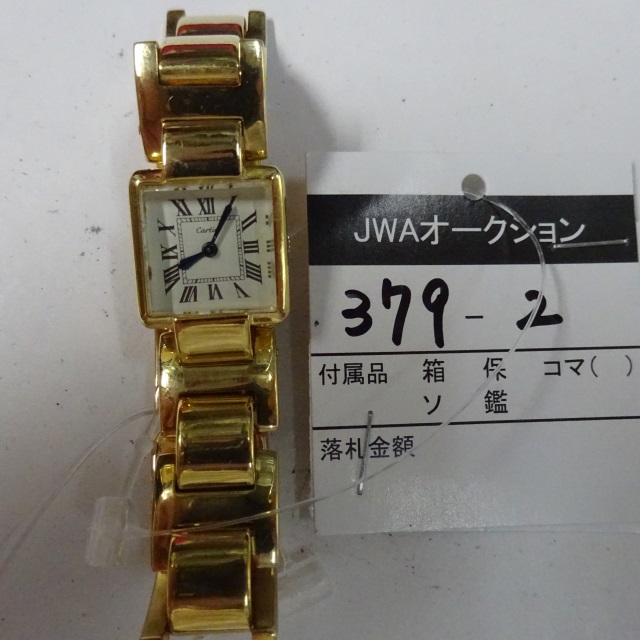 Cartier
JWAオークション
379-2
付属品 箱 保 コマ( )
ソ 鑑
落札金額